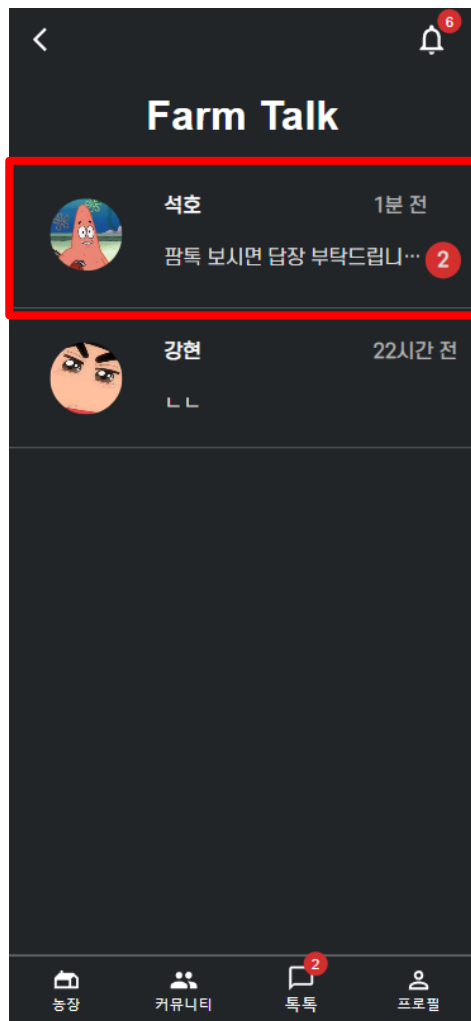 6
Farm Talk
석호 1분 전
팜톡 보시면 답장 부탁드립니… 2
강현 22시간 전
ㄴㄴ
2
농장 커뮤니티 톡톡 프로필